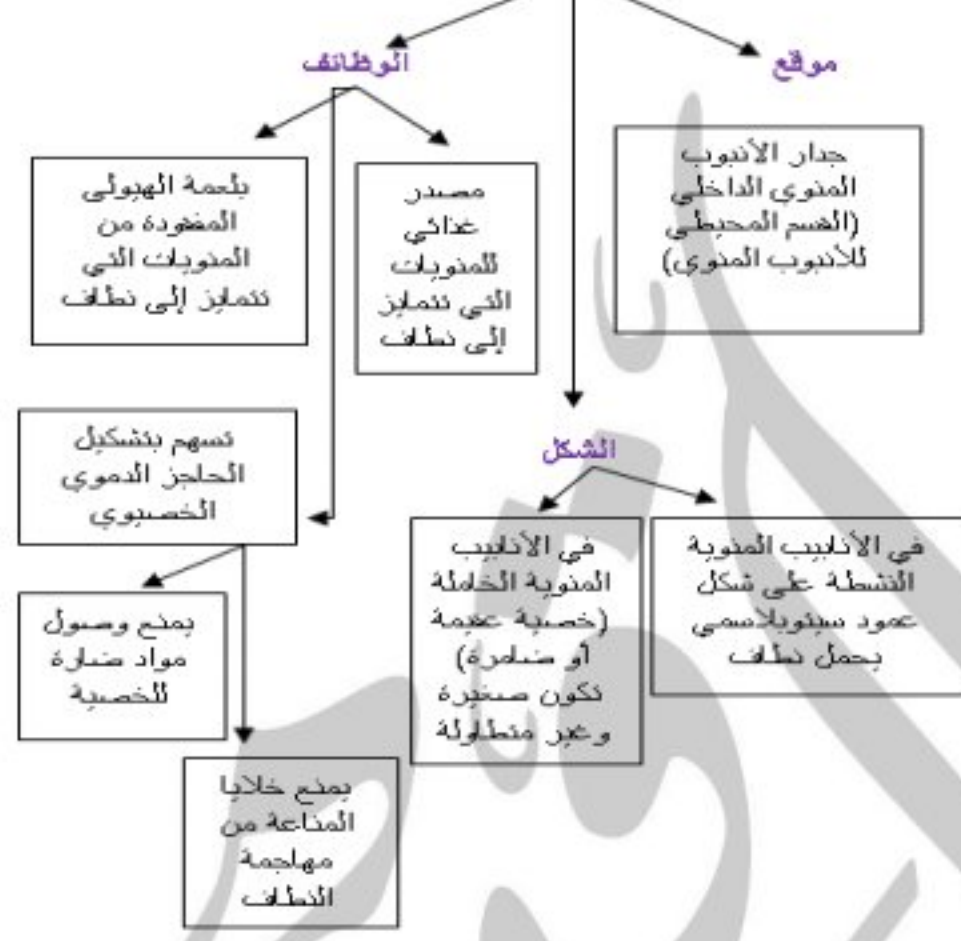 موقع
الوظائف
جدار الأنبوب
المنوي الداخلي
(القسم المحيطي
للأنبوب المنوي)
مصدر
غذائي
للمنويات
التي تتمايز
إلى نطاف
بلعمة الهيولى
المفقودة من
المنويات التي
تتمايز إلى نطاف
تسهم بتشكيل
الحاجز الدموي
الخصيوي
الشكل
في الأنابيب المنوية
النشطة على شكل
عمود سيتوبلاسمي
يحمل نطاف
في الأنابيب
المنوية الخاملة
(خصية عقيمة
أو ضامرة)
تكون صغيرة
وغير متطاولة
يمنع وصول
مواد ضارة
للخصية
يمنع خلايا
المناعة من
مهاجمة
النطاف